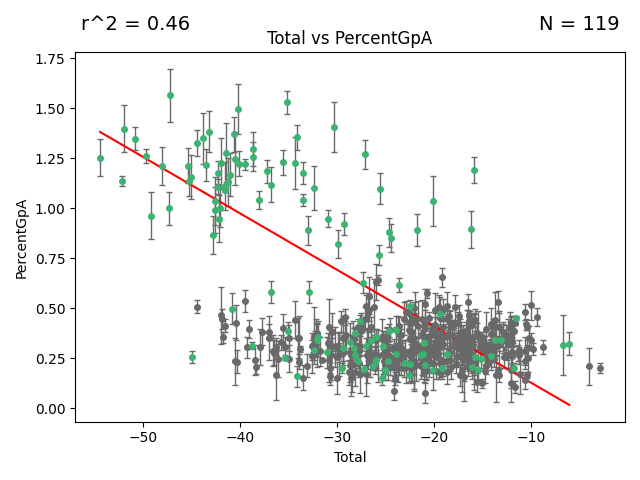 r^2 = 0.46
N = 119
Total vs PercentGpA
1.75
1.50
1.25
1.00
0.75
0.50
0.25
0.00
PercentGpA
−50
−40
−30
−20
−10
Total